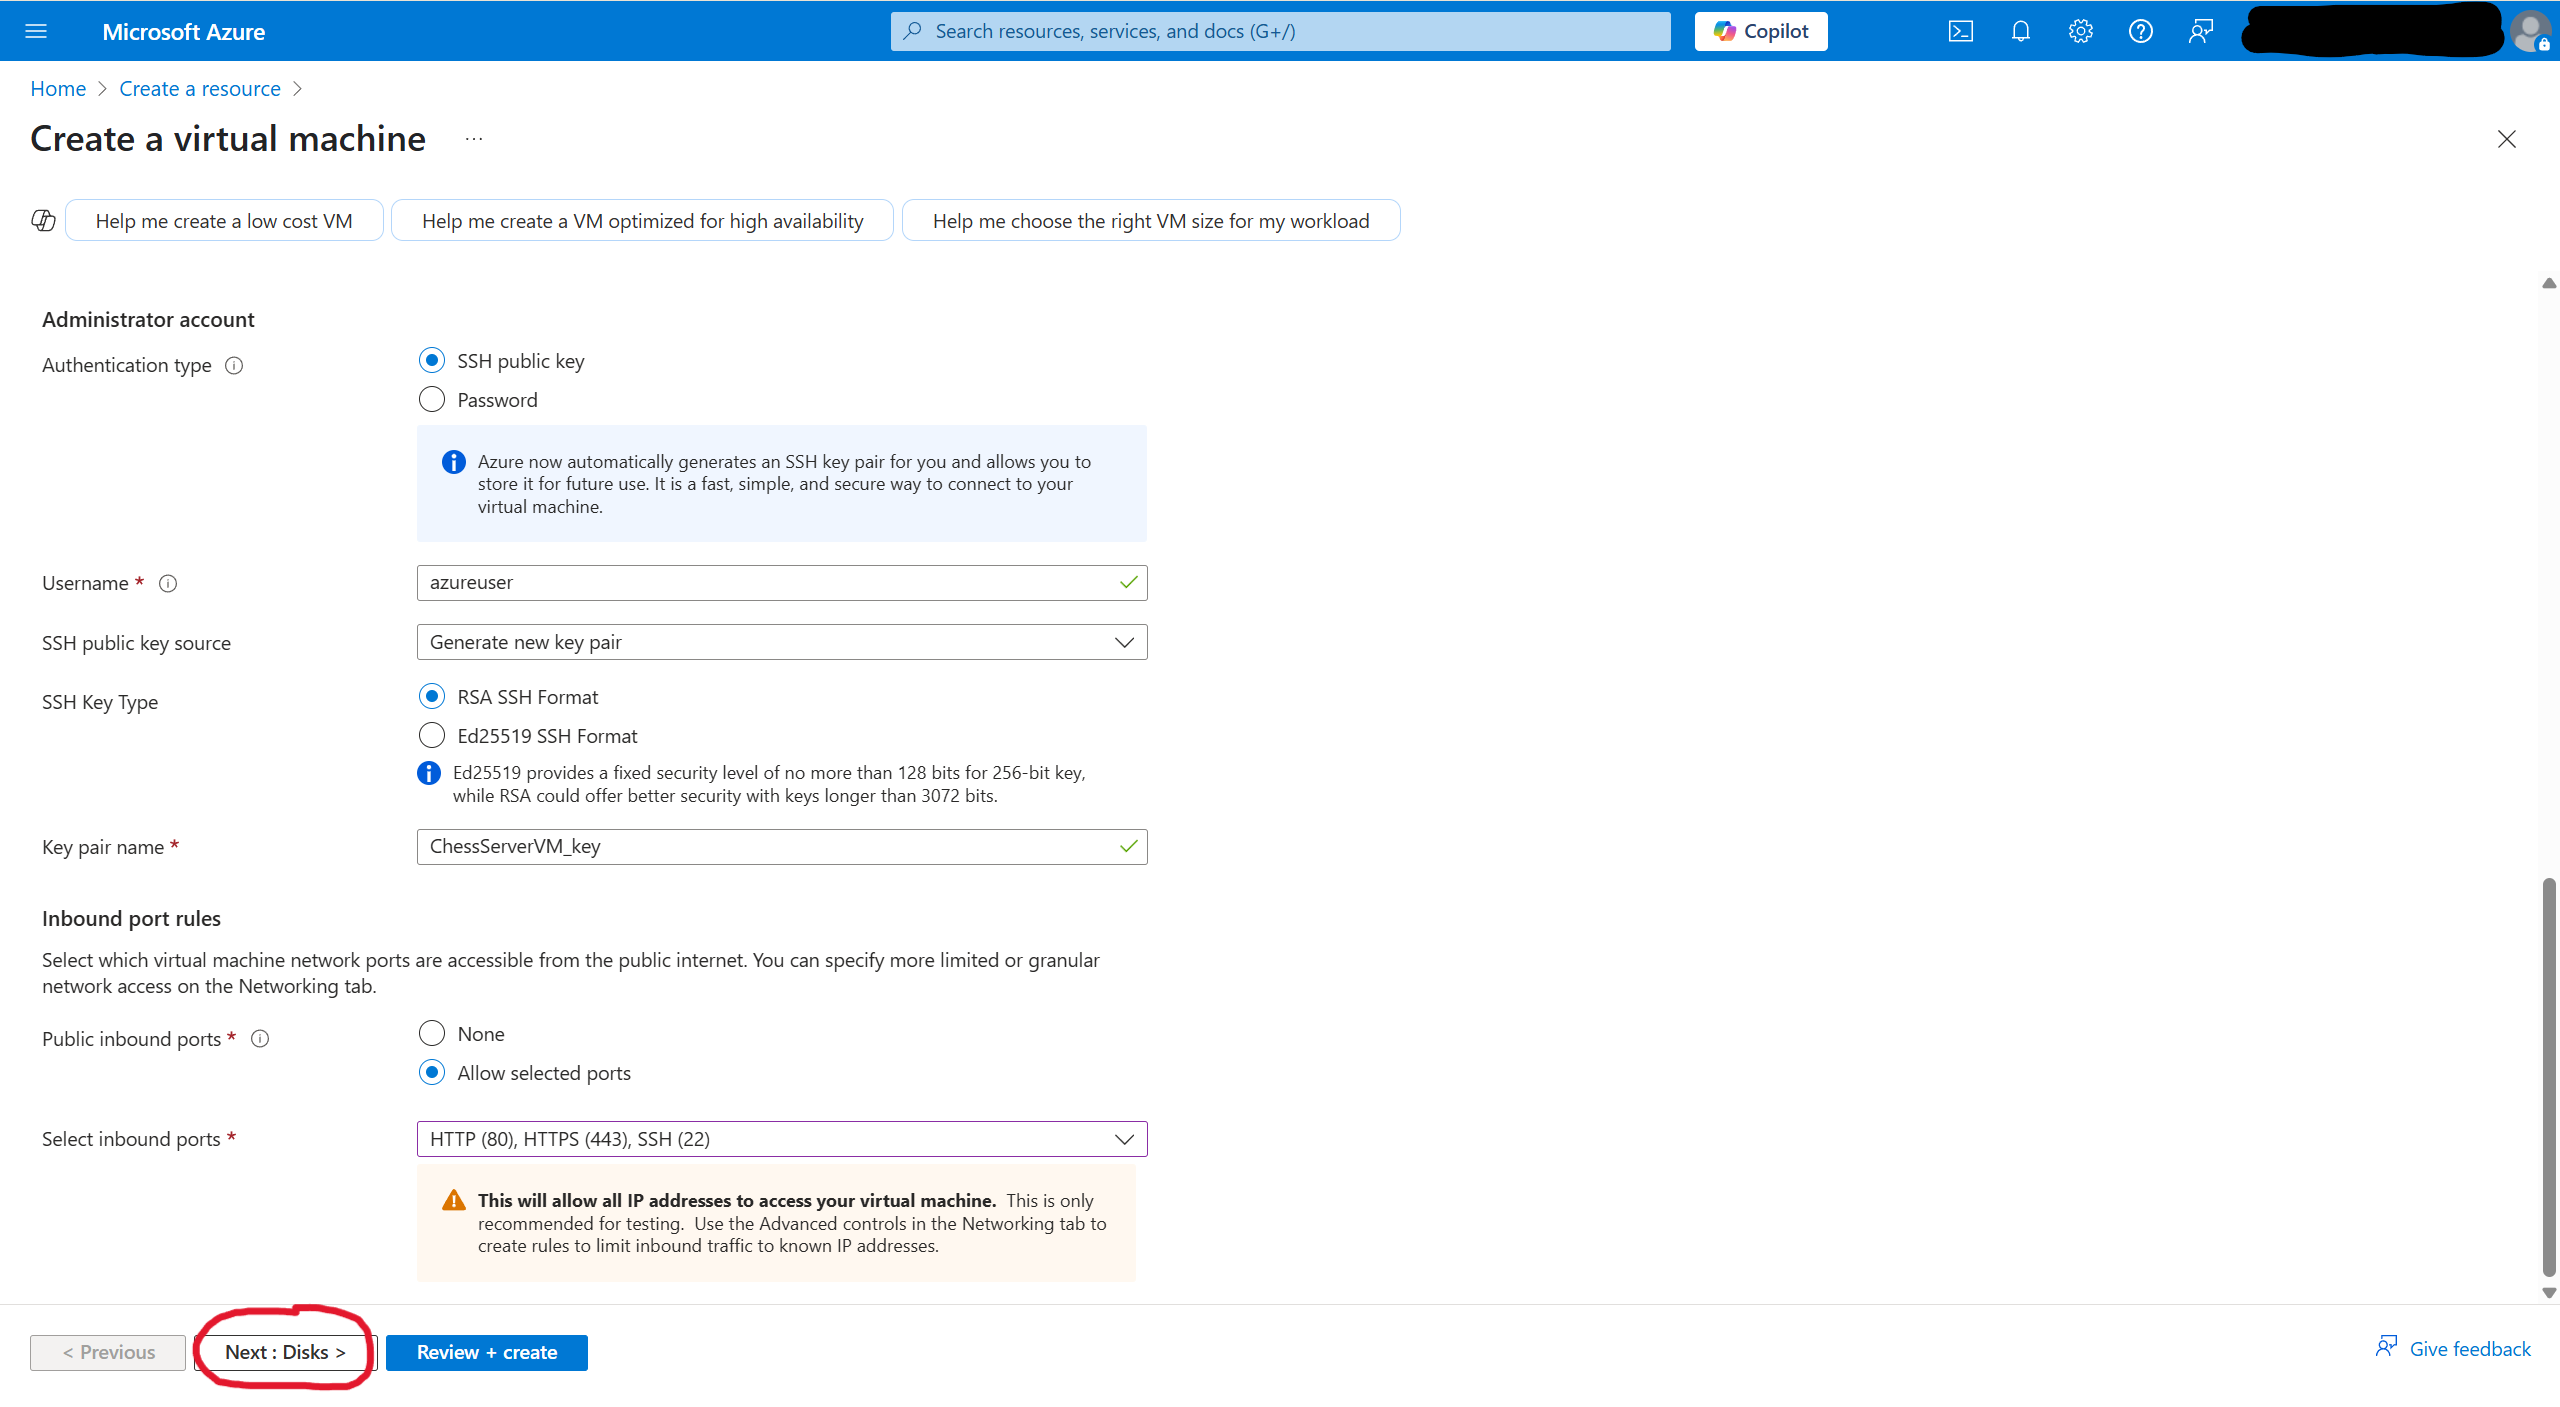 Microsoft Azure
Search resources, services, and docs (G+/)
Copilot
Home > Create a resource >
Create a virtual machine ...
Help me create a low cost VM
Help me create a VM optimized for high availability
Help me choose the right VM size for my workload
Administrator account
Authentication type
SSH public key
Password
Azure now automatically generates an SSH key pair for you and allows you to
store it for future use. It is a fast, simple, and secure way to connect to your
virtual machine.
Username *
azureuser
SSH public key source
Generate new key pair
SSH Key Type
RSA SSH Format
Ed25519 SSH Format
Ed25519 provides a fixed security level of no more than 128 bits for 256-bit key,
while RSA could offer better security with keys longer than 3072 bits.
Key pair name *
ChessServerVM_key
Inbound port rules
Select which virtual machine network ports are accessible from the public internet. You can specify more limited or granular
network access on the Networking tab.
Public inbound ports *
None
Allow selected ports
Select inbound ports *
HTTP (80), HTTPS (443), SSH (22)
This will allow all IP addresses to access your virtual machine. This is only
recommended for testing. Use the Advanced controls in the Networking tab to
create rules to limit inbound traffic to known IP addresses.
< Previous
Next : Disks >
Review + create
Give feedback